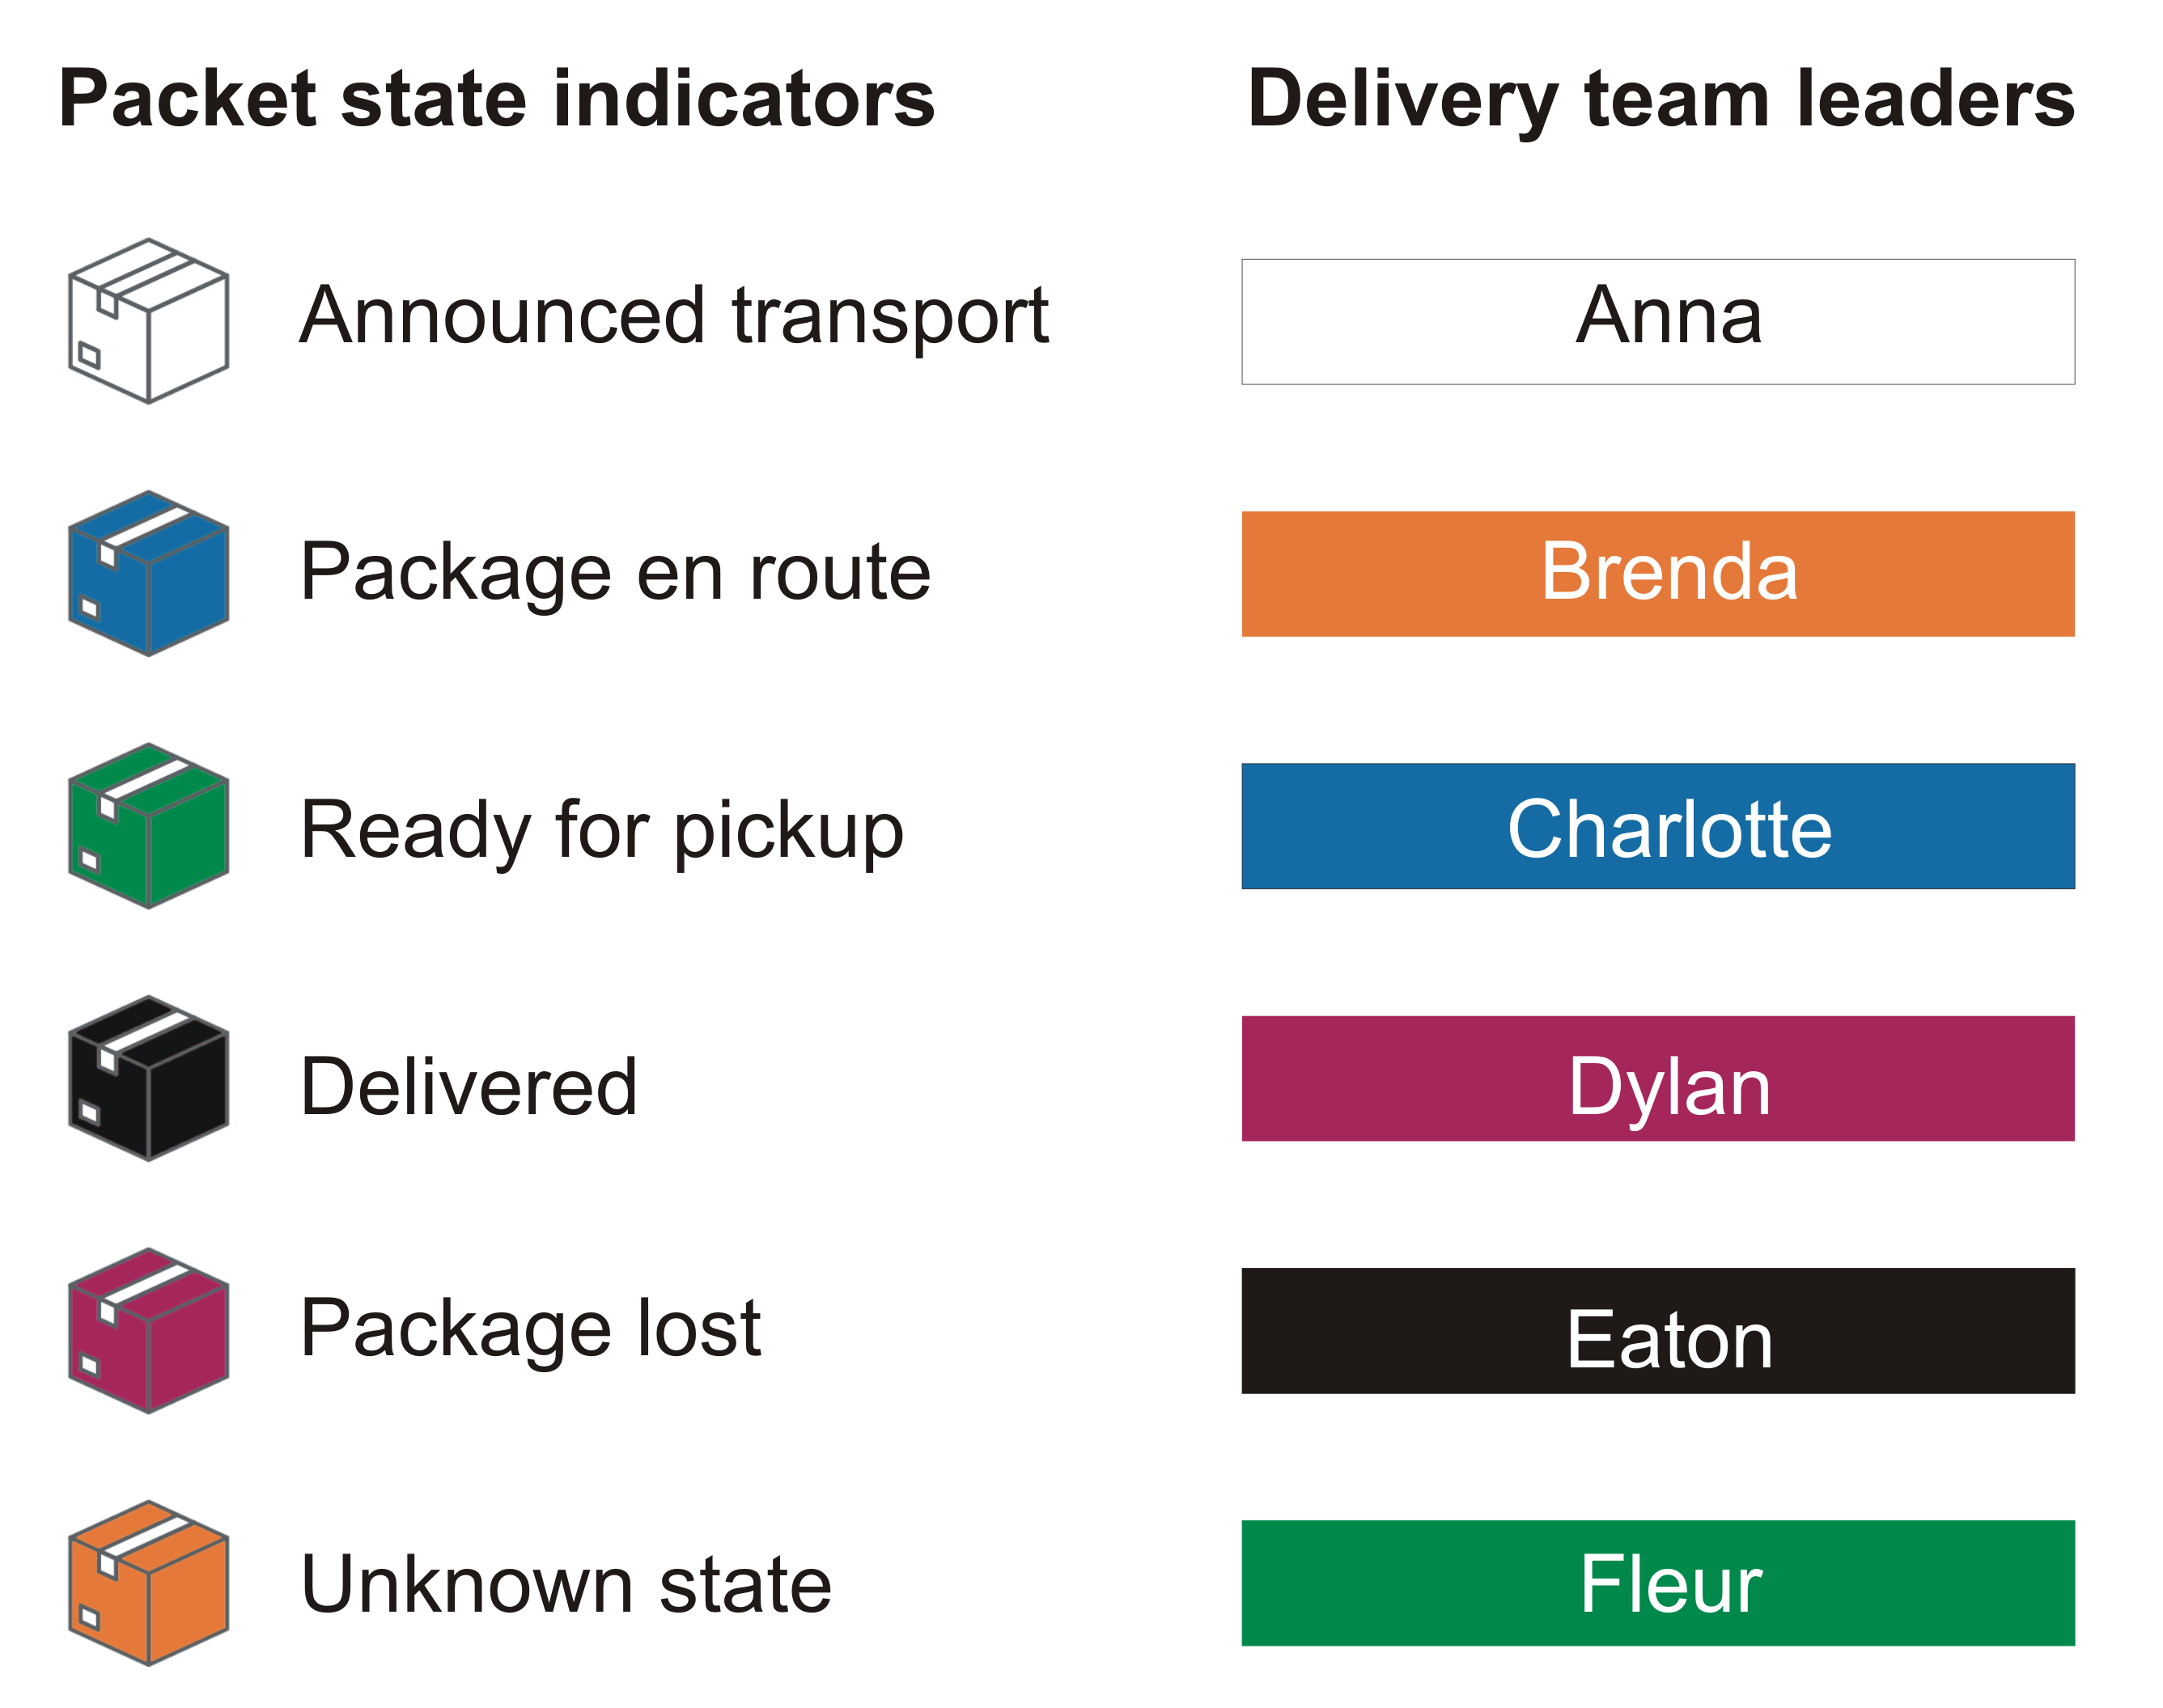 Packet state indicators
Delivery team leaders
Announced transport
Anna
Package en route
Brenda
Ready for pickup
Charlotte
Delivered
Dylan
Package lost
Eaton
Unknown state
Fleur